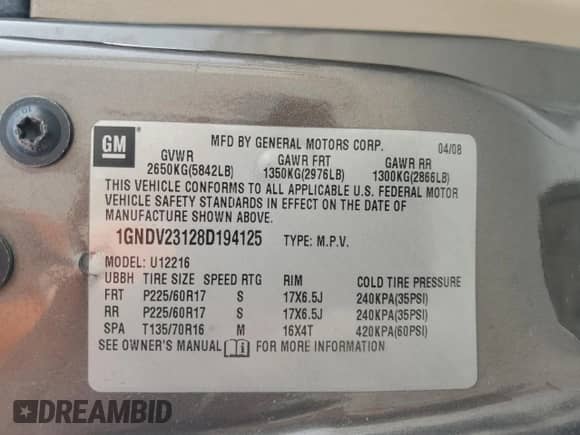 GM
MFD BY GENERAL MOTORS CORP. 04/08
GVWR GAWR FRT GAWR RR
2650KG(5842LB) 1350KG(2976LB) 1300KG(2866LB)
THIS VEHICLE CONFORMS TO ALL APPLICABLE U.S. FEDERAL MOTOR
VEHICLE SAFETY STANDARDS IN EFFECT ON THE DATE OF
MANUFACTURE SHOWN ABOVE.
1GNDV23128D194125 TYPE: M.P.V.
MODEL: U12216
UBBH TIRE SIZE SPEED RTG RIM COLD TIRE PRESSURE
FRT P225/60R17 S 17X6.5J 240KPA(35PSI)
RR P225/60R17 S 17X6.5J 240KPA(35PSI)
SPA T135/70R16 M 16X4T 420KPA(60PSI)
SEE OWNER'S MANUAL i FOR MORE INFORMATION
DREAMBID